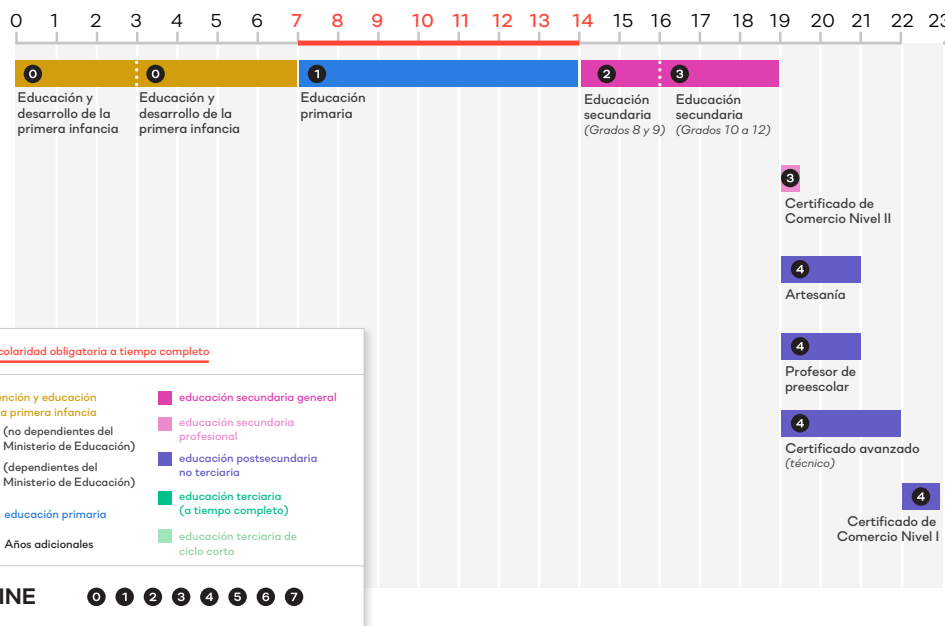 0 1 2 3 4 5 6 7 8 9 10 11 12 13 14 15 16 17 18 19 20 21 22 23
0 0 1 2 3
Educación y
desarrollo de la
primera infancia
Educación y
desarrollo de la
primera infancia
Educación
primaria
Educación
secundaria
(Grados 8 y 9)
Educación
secundaria
(Grados 10 a 12)
3
Certificado de
Comercio Nivel II
4
Artesanía
4
Profesor de
preescolar
4
Certificado avanzado
(técnico)
4
Certificado de
Comercio Nivel I
colaridad obligatoria a tiempo completo
nción y educación
a primera infancia
(no dependientes del
Ministerio de Educación)
(dependientes del
Ministerio de Educación)
educación primaria
Años adicionales
educación secundaria general
educación secundaria
profesional
educación postsecundaria
no terciaria
educación terciaria
(a tiempo completo)
educación terciaria de
ciclo corto
INE 0 1 2 3 4 5 6 7